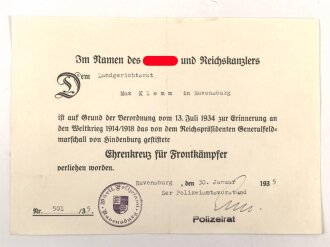 Im Namen des und Reichskanzlers
Dem Landgerichtsrat
Max Klemm in Ravensburg
ist auf Grund der Verordnung vom 13. Juli 1934 zur Erinnerung an
den Weltkrieg 1914/1918 das von dem Reichspräsidenten Generalfeld-
marschall von Hindenburg gestiftete
Ehrenkreuz für Frontkämpfer
verliehen worden.
Ravensburg, den 30. Januar 1935
Der Polizeiamtsvorstand
Nr. 501 /35.
Polizeirat